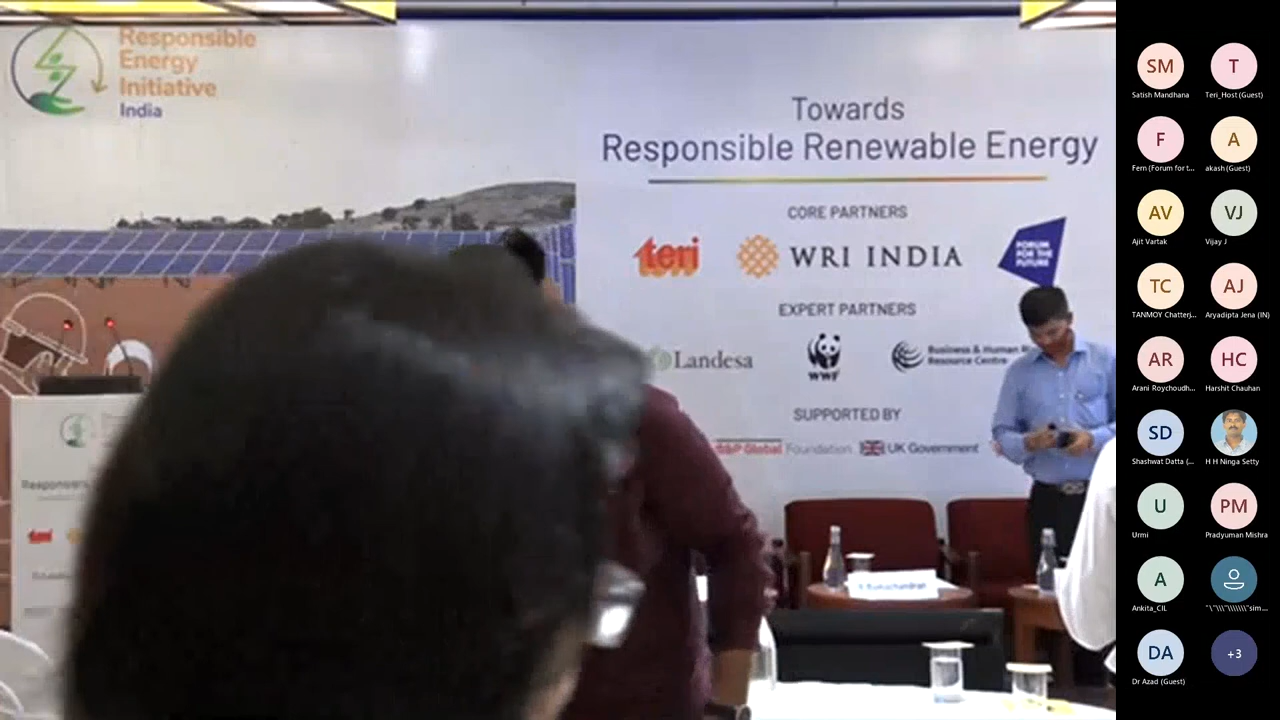 Responsible
Energy
Initiative
India
Towards
Responsible Renewable Energy
CORE PARTNERS
teri
WRI INDIA
FORUM
FOR THE
FUTURE
EXPERT PARTNERS
Landesa
WWF
Business & Human
Resource Centre
SUPPORTED BY
S&P Global Foundation
UK Government
teri
SM
Satish Mandhana
T
Teri_Host (Guest)
F
Fern (Forum for t...
A
akash (Guest)
AV
Ajit Vartak
VJ
Vijay J
TC
TANMOY Chatterj...
AJ
Aryadipta Jena (IN)
AR
Arani Roychoudh...
HC
Harshit Chauhan
SD
Shashwat Datta (...
H H Ninga Setty
U
Urmi
PM
Pradyuman Mishra
A
Ankita_CIL
"\"\\\"\\\\\\\"sim...
DA
Dr Azad (Guest)
+3